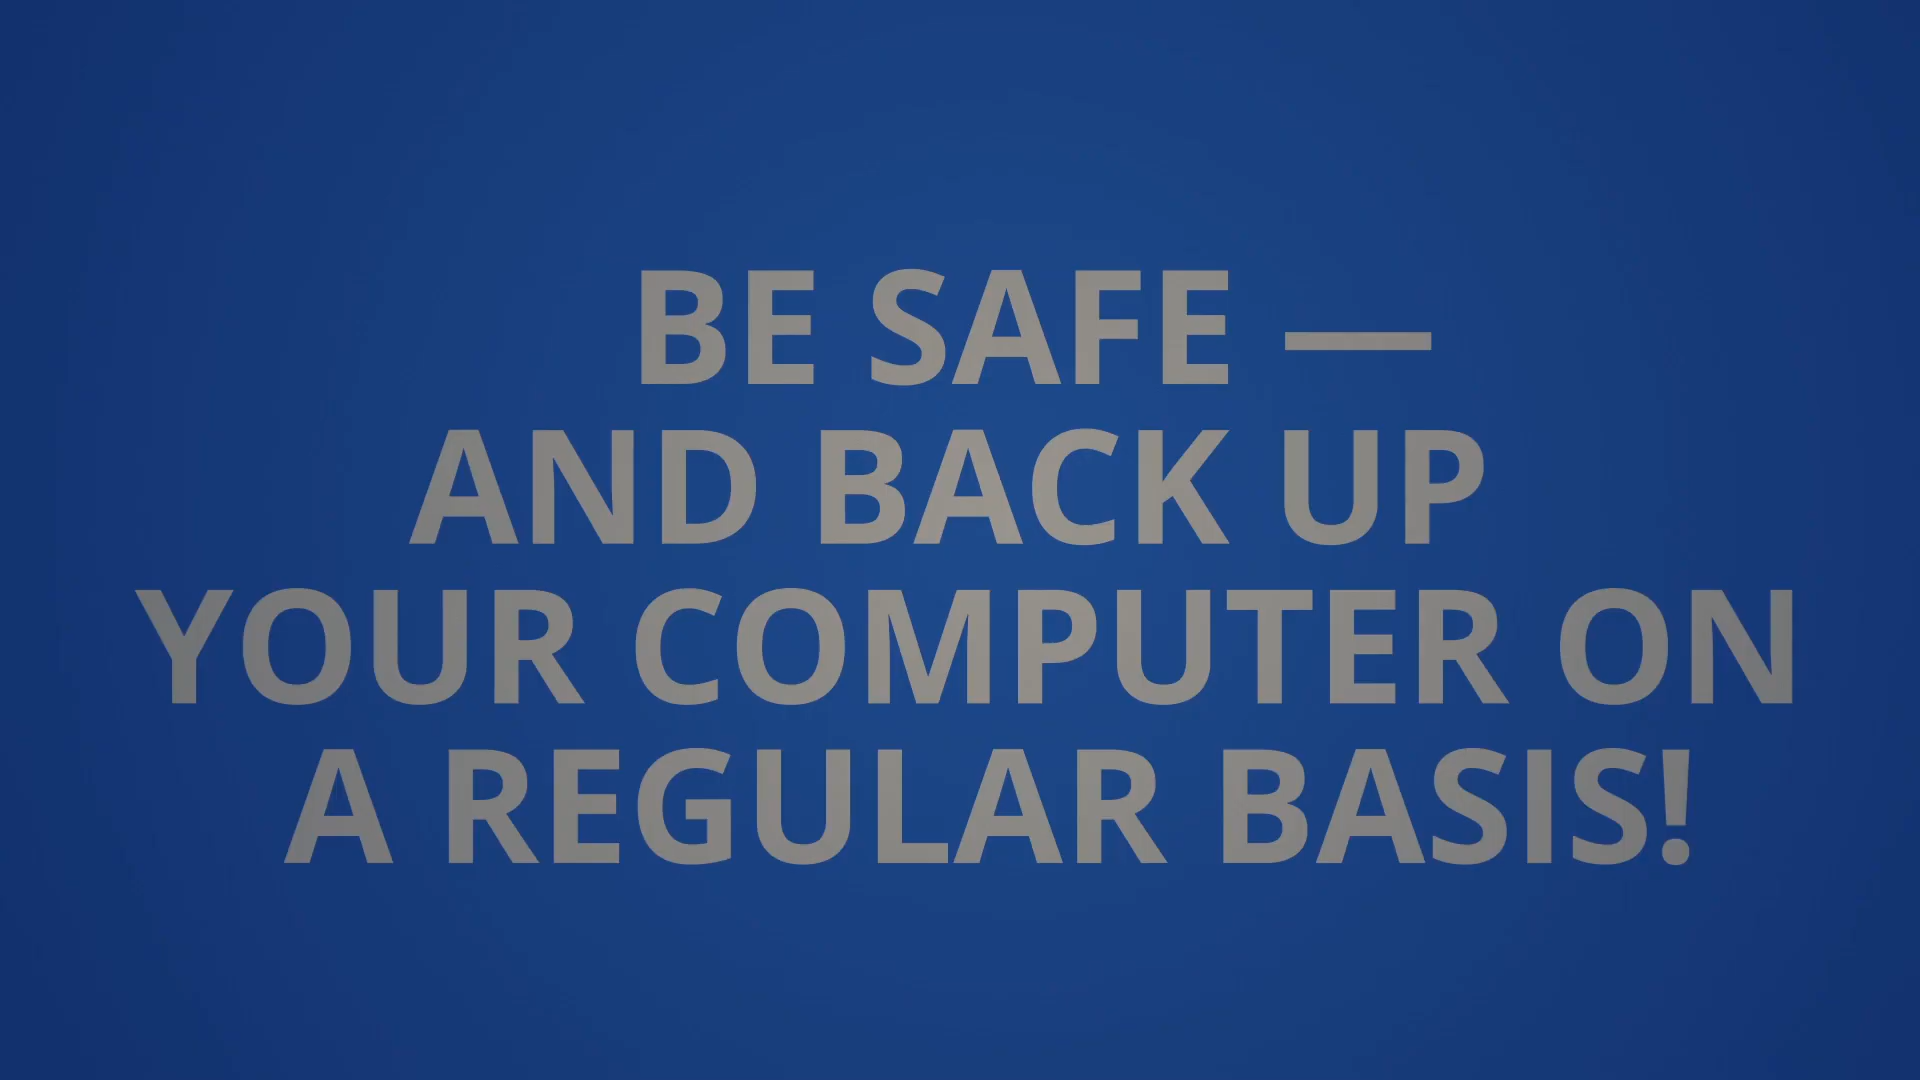 BE SAFE —
AND BACK UP
YOUR COMPUTER ON
A REGULAR BASIS!